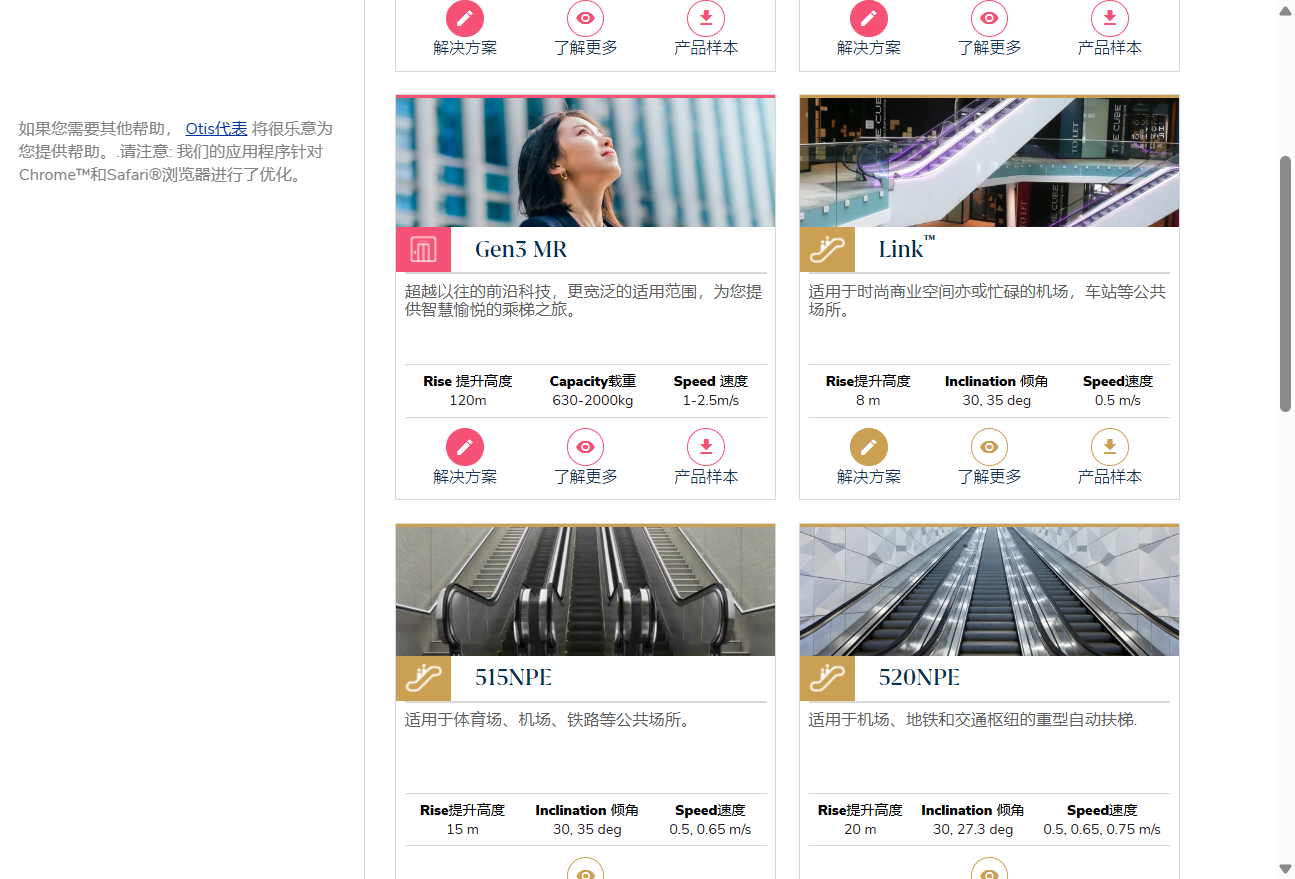 解决方案 了解更多 产品样本
解决方案 了解更多 产品样本
如果您需要其他帮助， Otis代表 将很乐意为
您提供帮助。.请注意: 我们的应用程序针对
Chrome™和Safari®浏览器进行了优化。
Gen3 MR
超越以往的前沿科技，更宽泛的适用范围，为您提
供智慧愉悦的乘梯之旅。
Rise 提升高度 Capacity载重 Speed 速度
120m 630-2000kg 1-2.5m/s
解决方案 了解更多 产品样本
THE CUBE
TO LET
THE CUBE
TO LET
THE CUBE
Link™
适用于时尚商业空间亦或忙碌的机场，车站等公共
场所。
Rise提升高度 Inclination 倾角 Speed速度
8 m 30, 35 deg 0.5 m/s
解决方案 了解更多 产品样本
515NPE
适用于体育场、机场、铁路等公共场所。
Rise提升高度 Inclination 倾角 Speed速度
15 m 30, 35 deg 0.5, 0.65 m/s
520NPE
适用于机场、地铁和交通枢纽的重型自动扶梯.
Rise提升高度 Inclination 倾角 Speed速度
20 m 30, 27.3 deg 0.5, 0.65, 0.75 m/s